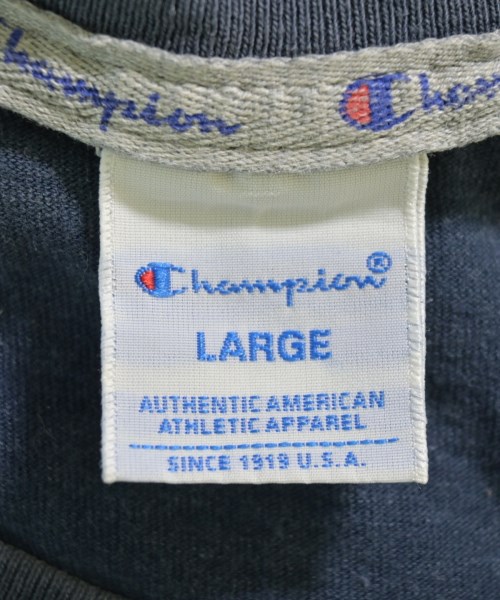 Champion
Champion
Champion®
LARGE
AUTHENTIC AMERICAN
ATHLETIC APPAREL
SINCE 1919 U.S.A.